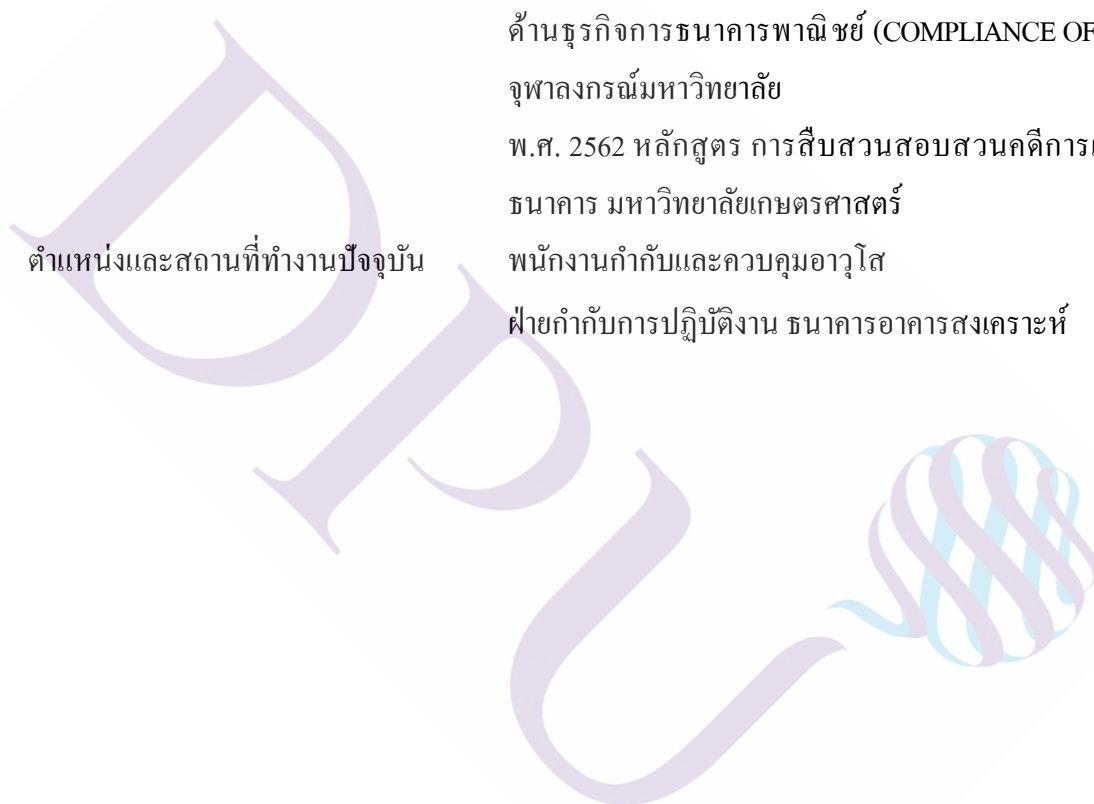 ด้านธุรกิจการธนาคารพาณิชย์ (COMPLIANCE OF
จุฬาลงกรณ์มหาวิทยาลัย
พ.ศ. 2562 หลักสูตร การสืบสวนสอบสวนคดีการเ
ธนาคาร มหาวิทยาลัยเกษตรศาสตร์
ตำแหน่งและสถานที่ทำงานปัจจุบัน พนักงานกำกับและควบคุมอาวุโส
ฝ่ายกำกับการปฏิบัติงาน ธนาคารอาคารสงเคราะห์
DPU